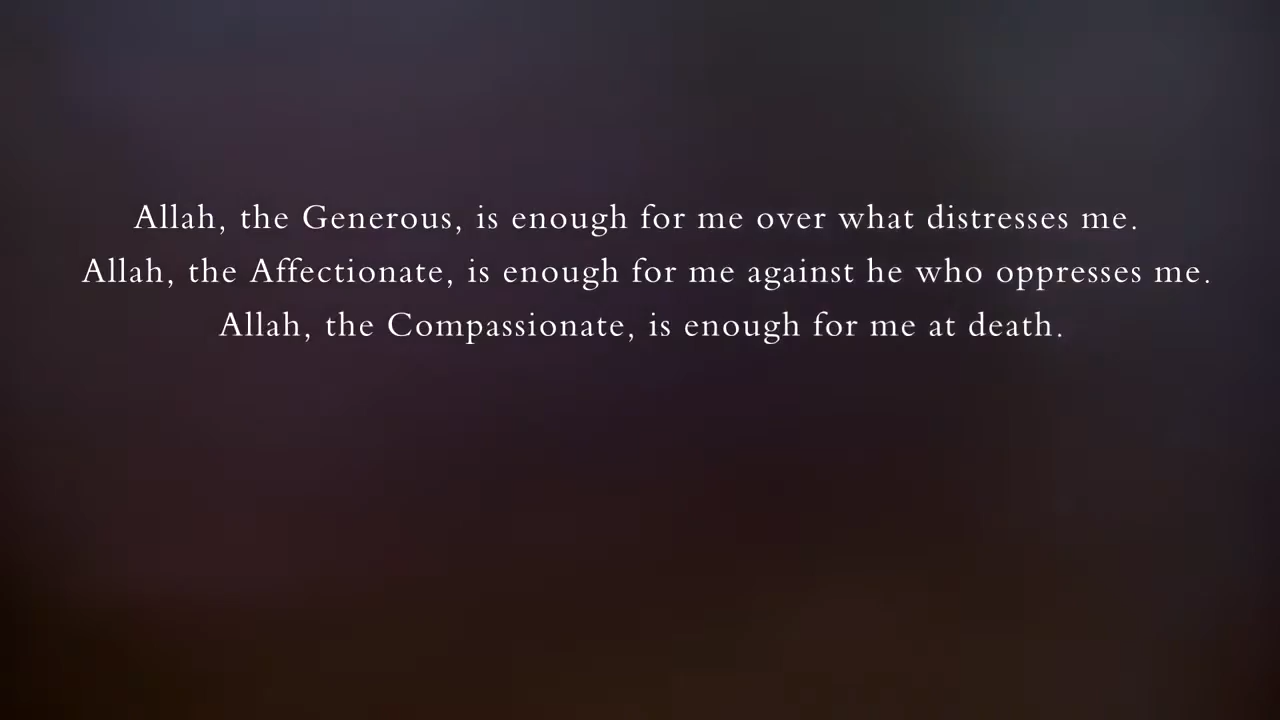 Allah, the Generous, is enough for me over what distresses me.
Allah, the Affectionate, is enough for me against he who oppresses me.
Allah, the Compassionate, is enough for me at death.